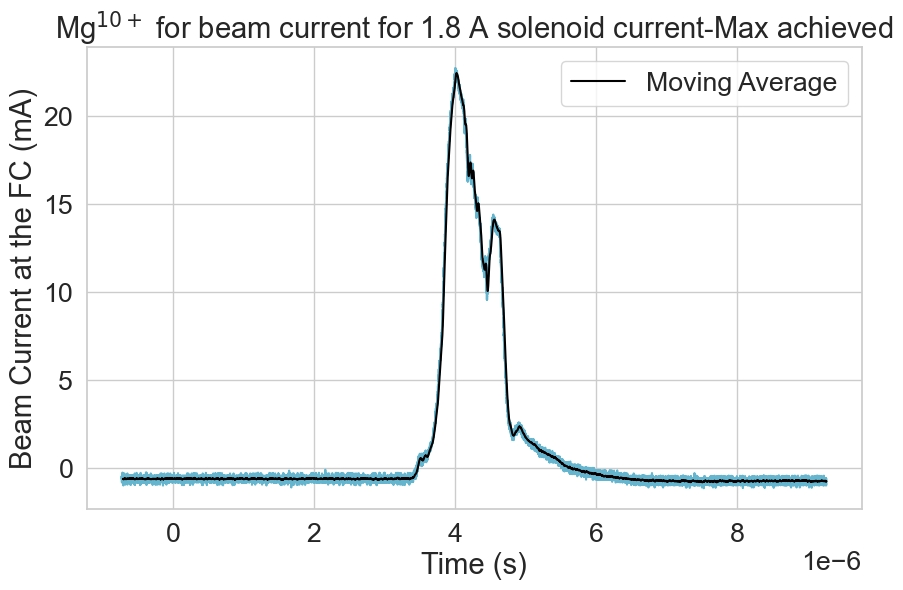 Mg¹⁰⁺ for beam current for 1.8 A solenoid current-Max achieved
Moving Average
Beam Current at the FC (mA)
20
15
10
5
0
0 2 4 6 8
Time (s)
1e−6